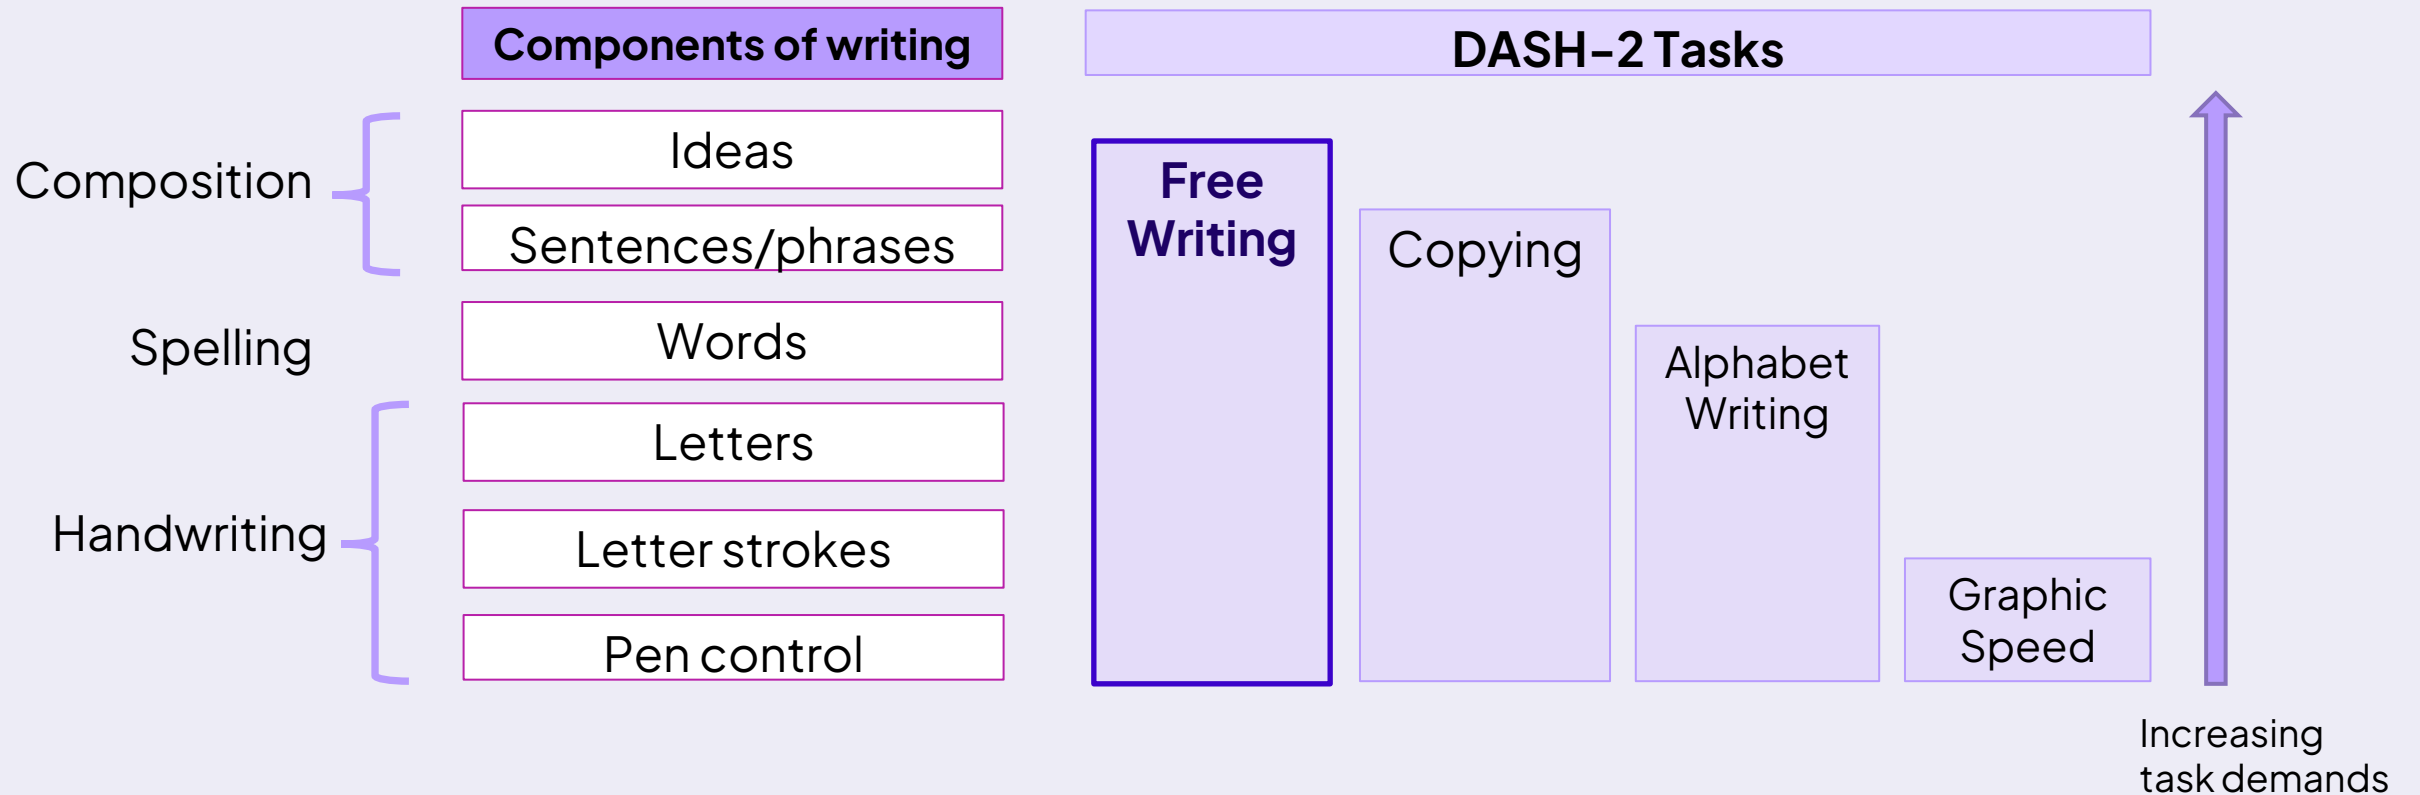 Components of writing
DASH-2 Tasks
Composition
Ideas
Sentences/phrases
Spelling
Words
Handwriting
Letters
Letter strokes
Pen control
Free
Writing
Copying
Alphabet
Writing
Graphic
Speed
Increasing
task demands